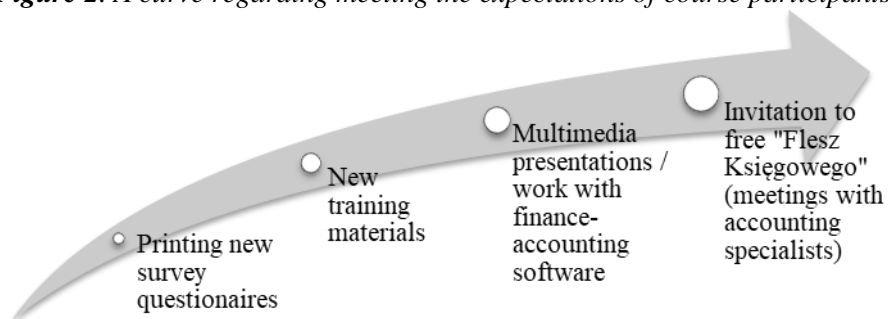 Figure 2. A curve regarding meeting the expectations of course participants
Printing new
survey
questionaires
New
training
materials
Multimedia
presentations /
work with
finance-
accounting
software
Invitation to
free "Flesz
Księgowego"
(meetings with
accounting
specialists)